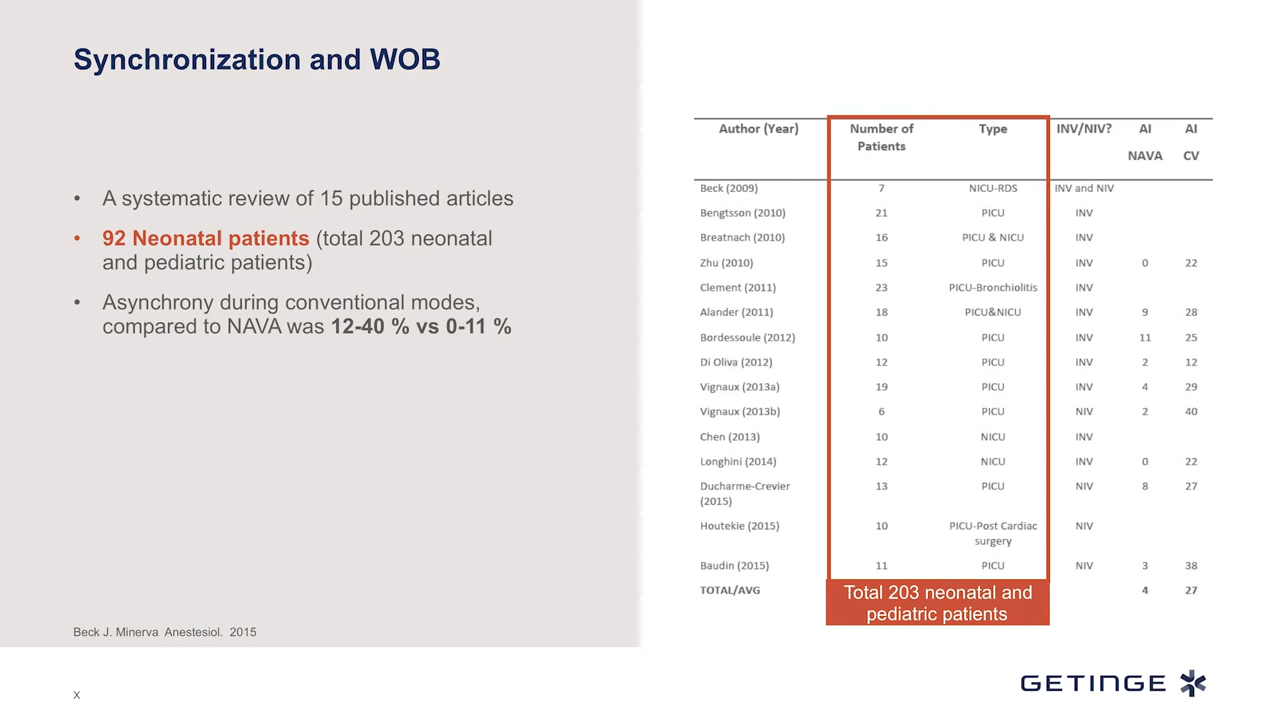 Synchronization and WOB
• A systematic review of 15 published articles
• 92 Neonatal patients (total 203 neonatal
and pediatric patients)
• Asynchrony during conventional modes,
compared to NAVA was 12-40 % vs 0-11 %
Beck J. Minerva Anestesiol. 2015
X
Author (Year) Number of Patients Type INV/NIV? AI NAVA AI CV
Beck (2009) 7 NICU-RDS INV and NIV
Bengtsson (2010) 21 PICU INV
Breatnach (2010) 16 PICU & NICU INV
Zhu (2010) 15 PICU INV 0 22
Clement (2011) 23 PICU-Bronchiolitis INV
Alander (2011) 18 PICU&NICU INV 9 28
Bordessoule (2012) 10 PICU INV 11 25
Di Oliva (2012) 12 PICU INV 2 12
Vignaux (2013a) 19 PICU INV 4 29
Vignaux (2013b) 6 PICU NIV 2 40
Chen (2013) 10 NICU INV
Longhini (2014) 12 NICU INV 0 22
Ducharme-Crevier (2015) 13 PICU NIV 8 27
Houtekie (2015) 10 PICU-Post Cardiac surgery NIV
Baudin (2015) 11 PICU NIV 3 38
TOTAL/AVG 4 27
Total 203 neonatal and
pediatric patients
GETINGE